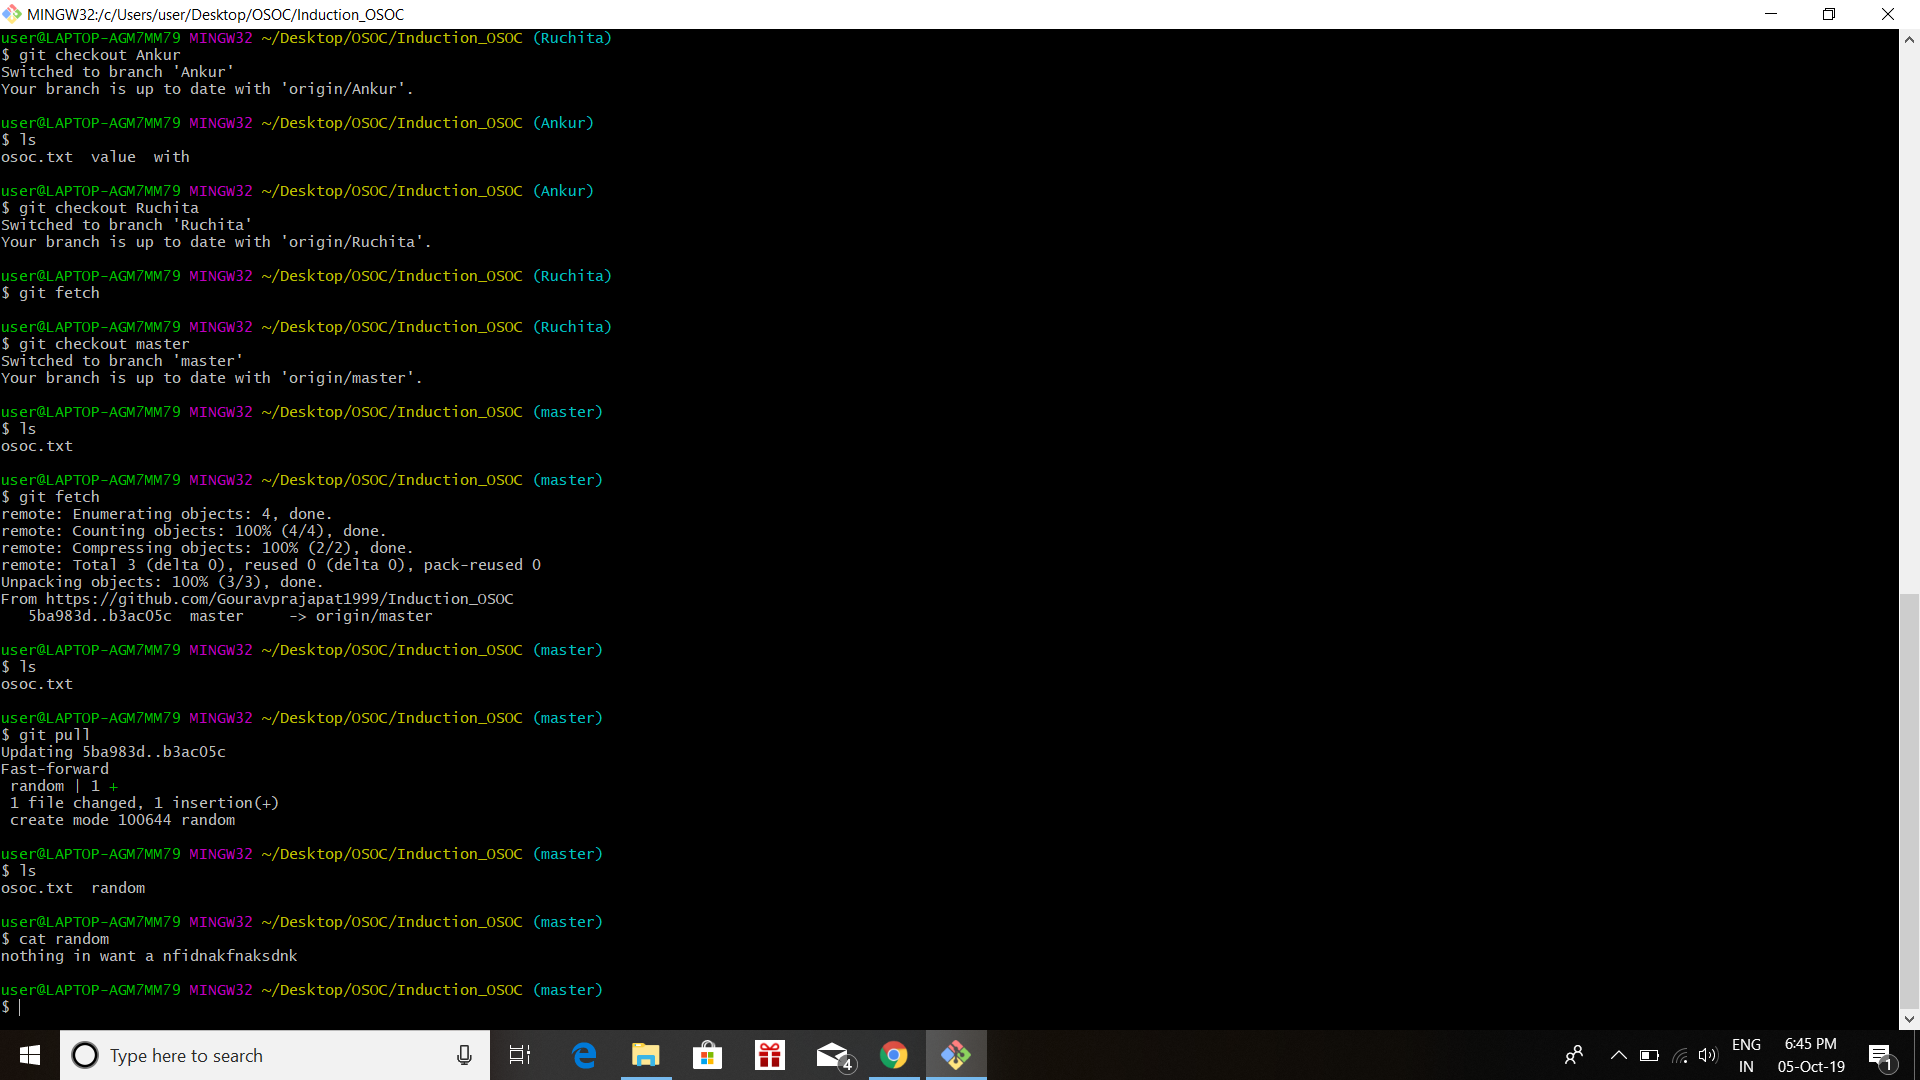 MINGW32:/c/Users/user/Desktop/OSOC/Induction_OSOC
user@LAPTOP-AGM7MM79 MINGW32 ~/Desktop/OSOC/Induction_OSOC (Ruchita)
$ git checkout Ankur
Switched to branch 'Ankur'
Your branch is up to date with 'origin/Ankur'.
user@LAPTOP-AGM7MM79 MINGW32 ~/Desktop/OSOC/Induction_OSOC (Ankur)
$ ls
osoc.txt  value  with
user@LAPTOP-AGM7MM79 MINGW32 ~/Desktop/OSOC/Induction_OSOC (Ankur)
$ git checkout Ruchita
Switched to branch 'Ruchita'
Your branch is up to date with 'origin/Ruchita'.
user@LAPTOP-AGM7MM79 MINGW32 ~/Desktop/OSOC/Induction_OSOC (Ruchita)
$ git fetch
user@LAPTOP-AGM7MM79 MINGW32 ~/Desktop/OSOC/Induction_OSOC (Ruchita)
$ git checkout master
Switched to branch 'master'
Your branch is up to date with 'origin/master'.
user@LAPTOP-AGM7MM79 MINGW32 ~/Desktop/OSOC/Induction_OSOC (master)
$ ls
osoc.txt
user@LAPTOP-AGM7MM79 MINGW32 ~/Desktop/OSOC/Induction_OSOC (master)
$ git fetch
remote: Enumerating objects: 4, done.
remote: Counting objects: 100% (4/4), done.
remote: Compressing objects: 100% (2/2), done.
remote: Total 3 (delta 0), reused 0 (delta 0), pack-reused 0
Unpacking objects: 100% (3/3), done.
From https://github.com/Gouravprajapat1999/Induction_OSOC
   5ba983d..b3ac05c  master     -> origin/master
user@LAPTOP-AGM7MM79 MINGW32 ~/Desktop/OSOC/Induction_OSOC (master)
$ ls
osoc.txt
user@LAPTOP-AGM7MM79 MINGW32 ~/Desktop/OSOC/Induction_OSOC (master)
$ git pull
Updating 5ba983d..b3ac05c
Fast-forward
 random | 1 +
 1 file changed, 1 insertion(+)
 create mode 100644 random
user@LAPTOP-AGM7MM79 MINGW32 ~/Desktop/OSOC/Induction_OSOC (master)
$ ls
osoc.txt  random
user@LAPTOP-AGM7MM79 MINGW32 ~/Desktop/OSOC/Induction_OSOC (master)
$ cat random
nothing in want a nfidnakfnaksdnk
user@LAPTOP-AGM7MM79 MINGW32 ~/Desktop/OSOC/Induction_OSOC (master)
$
Type here to search
4
ENG
IN
6:45 PM
05-Oct-19
1